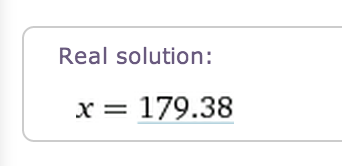 Real solution:
x = 179.38